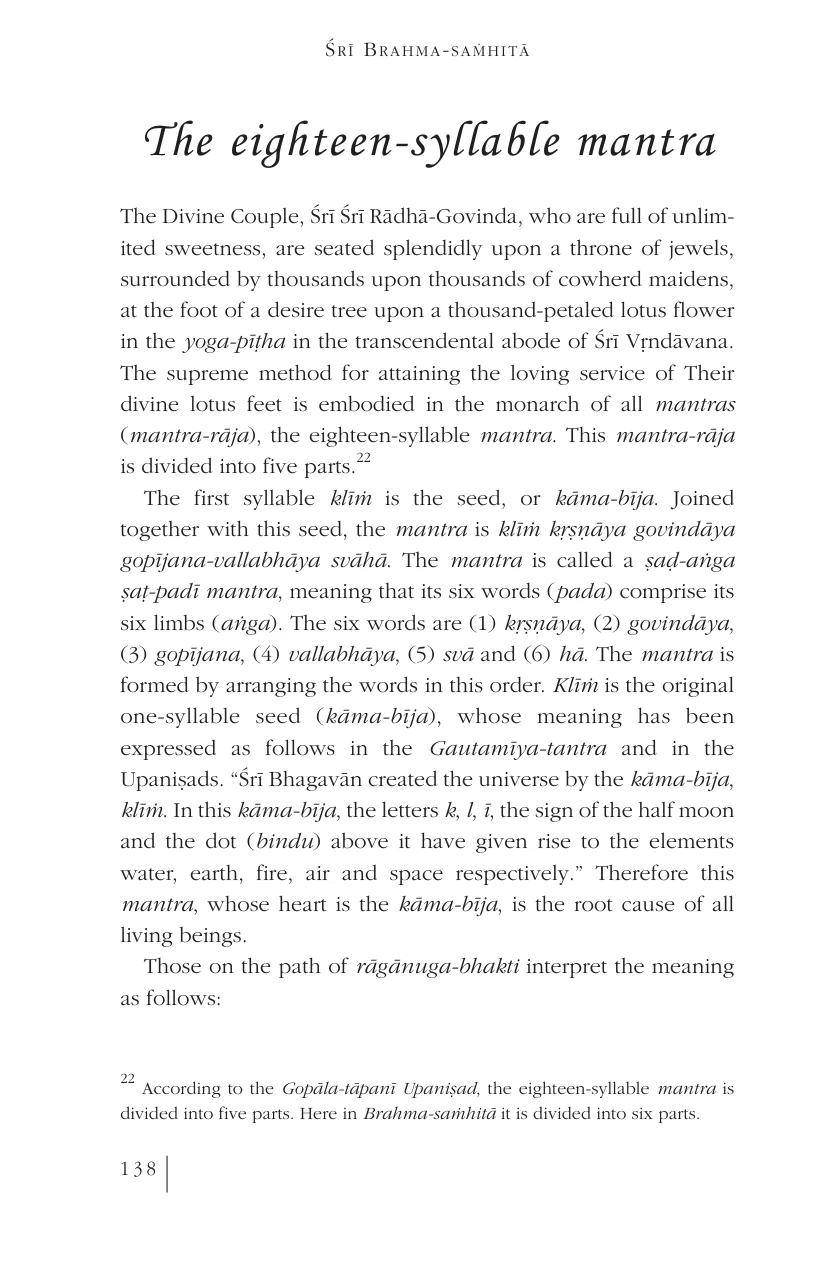 ŚRĪ BRAHMA-SAṀHITĀ
The eighteen-syllable mantra
The Divine Couple, Śrī Śrī Rādhā-Govinda, who are full of unlim-
ited sweetness, are seated splendidly upon a throne of jewels,
surrounded by thousands upon thousands of cowherd maidens,
at the foot of a desire tree upon a thousand-petaled lotus flower
in the yoga-pīṭha in the transcendental abode of Śrī Vṛndāvana.
The supreme method for attaining the loving service of Their
divine lotus feet is embodied in the monarch of all mantras
(mantra-rāja), the eighteen-syllable mantra. This mantra-rāja
is divided into five parts.22
The first syllable klīṁ is the seed, or kāma-bīja. Joined
together with this seed, the mantra is klīṁ kṛṣṇāya govindāya
gopījana-vallabhāya svāhā. The mantra is called a ṣaḍ-aṅga
ṣaṭ-padī mantra, meaning that its six words (pada) comprise its
six limbs (aṅga). The six words are (1) kṛṣṇāya, (2) govindāya,
(3) gopījana, (4) vallabhāya, (5) svā and (6) hā. The mantra is
formed by arranging the words in this order. Klīṁ is the original
one-syllable seed (kāma-bīja), whose meaning has been
expressed as follows in the Gautamīya-tantra and in the
Upaniṣads. “Śrī Bhagavān created the universe by the kāma-bīja,
klīṁ. In this kāma-bīja, the letters k, l, ī, the sign of the half moon
and the dot (bindu) above it have given rise to the elements
water, earth, fire, air and space respectively.” Therefore this
mantra, whose heart is the kāma-bīja, is the root cause of all
living beings.
Those on the path of rāgānuga-bhakti interpret the meaning
as follows:
22 According to the Gopāla-tāpanī Upaniṣad, the eighteen-syllable mantra is
divided into five parts. Here in Brahma-saṁhitā it is divided into six parts.
138